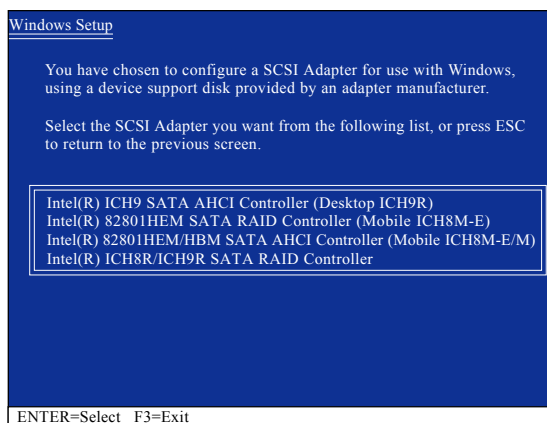 Windows Setup
You have chosen to configure a SCSI Adapter for use with Windows,
using a device support disk provided by an adapter manufacturer.
Select the SCSI Adapter you want from the following list, or press ESC
to return to the previous screen.
Intel(R) ICH9 SATA AHCI Controller (Desktop ICH9R)
Intel(R) 82801HEM SATA RAID Controller (Mobile ICH8M-E)
Intel(R) 82801HEM/HBM SATA AHCI Controller (Mobile ICH8M-E/M)
Intel(R) ICH8R/ICH9R SATA RAID Controller
ENTER=Select F3=Exit